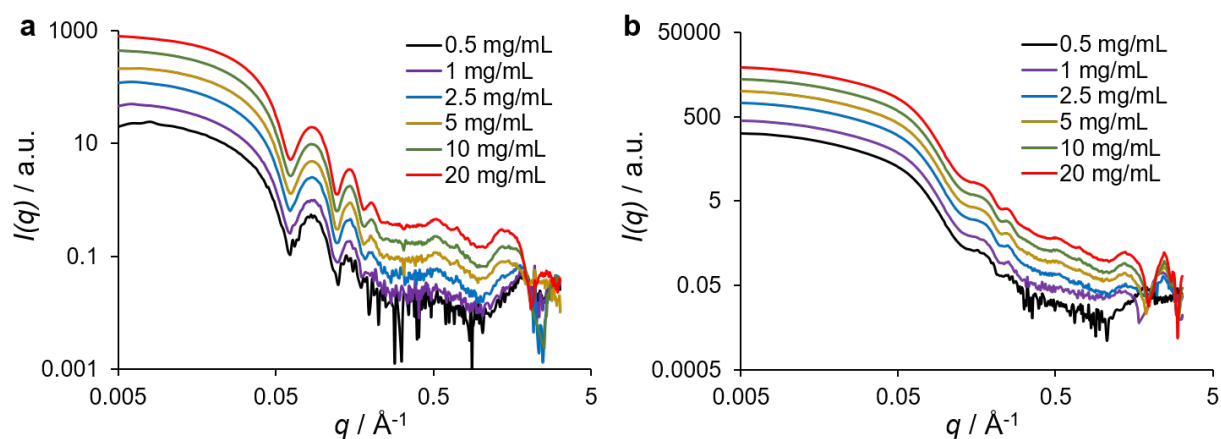 a
1000
10
0.1
0.001
I(q) / a.u.
0.005
0.05
0.5
5
q / Å-1
0.5 mg/mL
1 mg/mL
2.5 mg/mL
5 mg/mL
10 mg/mL
20 mg/mL
b
50000
500
5
0.05
0.0005
I(q) / a.u.
0.005
0.05
0.5
5
q / Å-1
0.5 mg/mL
1 mg/mL
2.5 mg/mL
5 mg/mL
10 mg/mL
20 mg/mL